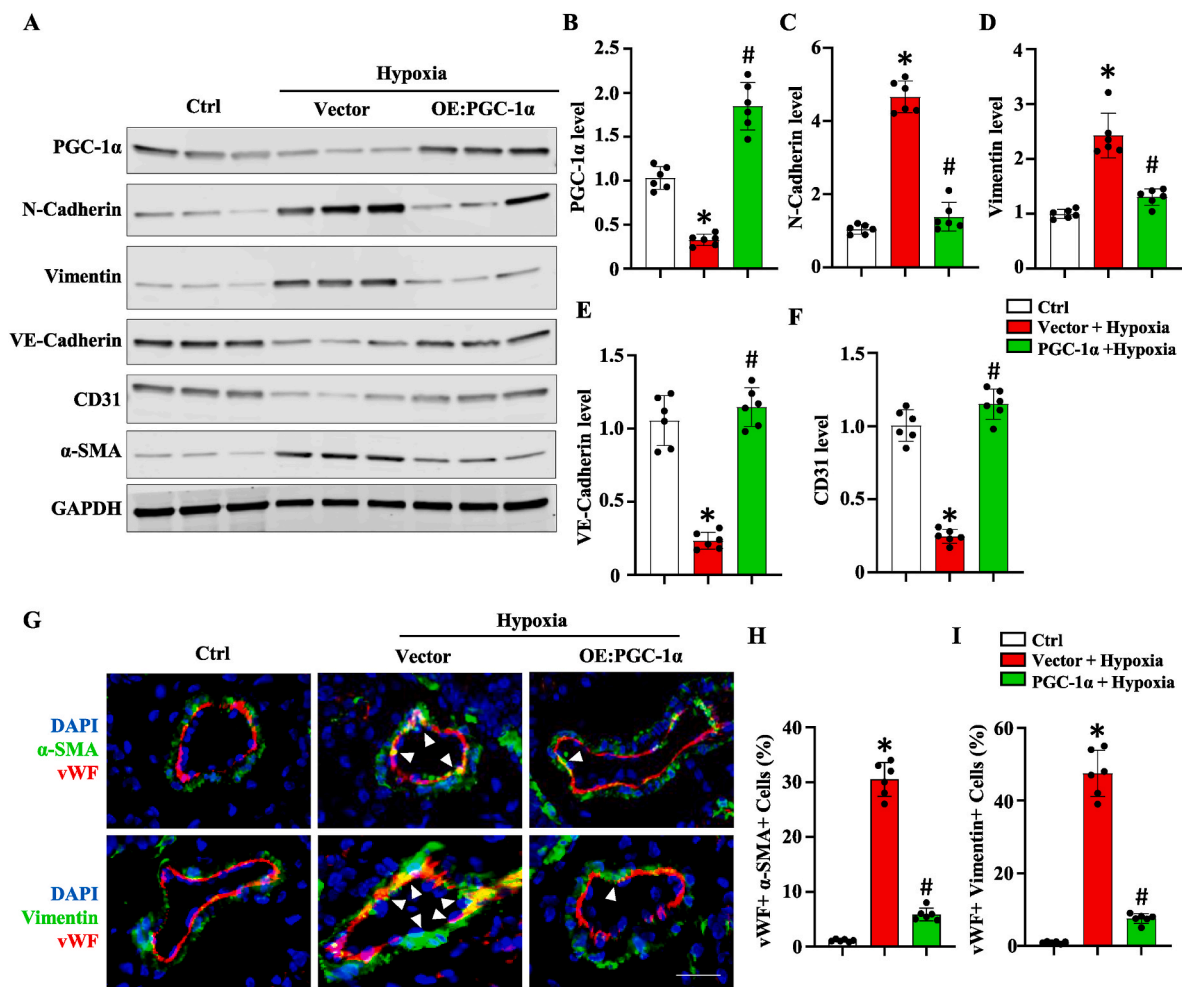 A
Hypoxia
Ctrl
Vector
OE:PGC-1α
PGC-1α
N-Cadherin
Vimentin
VE-Cadherin
CD31
α-SMA
GAPDH
B
PGC-1α level
2.5
2.0
1.5
1.0
0.5
0
*
#
C
N-Cadherin level
6
4
2
0
*
#
D
Vimentin level
4
3
2
1
0
*
#
E
VE-Cadherin level
1.5
1.0
0.5
0
*
#
F
CD31 level
1.5
1.0
0.5
0
*
#
Ctrl
Vector + Hypoxia
PGC-1α +Hypoxia
G
Hypoxia
Ctrl
Vector
OE:PGC-1α
DAPI
α-SMA
vWF
DAPI
Vimentin
vWF
H
vWF+ α-SMA+ Cells (%)
40
30
20
10
0
*
#
I
Ctrl
Vector + Hypoxia
PGC-1α + Hypoxia
vWF+ Vimentin+ Cells (%)
60
40
20
0
*
#